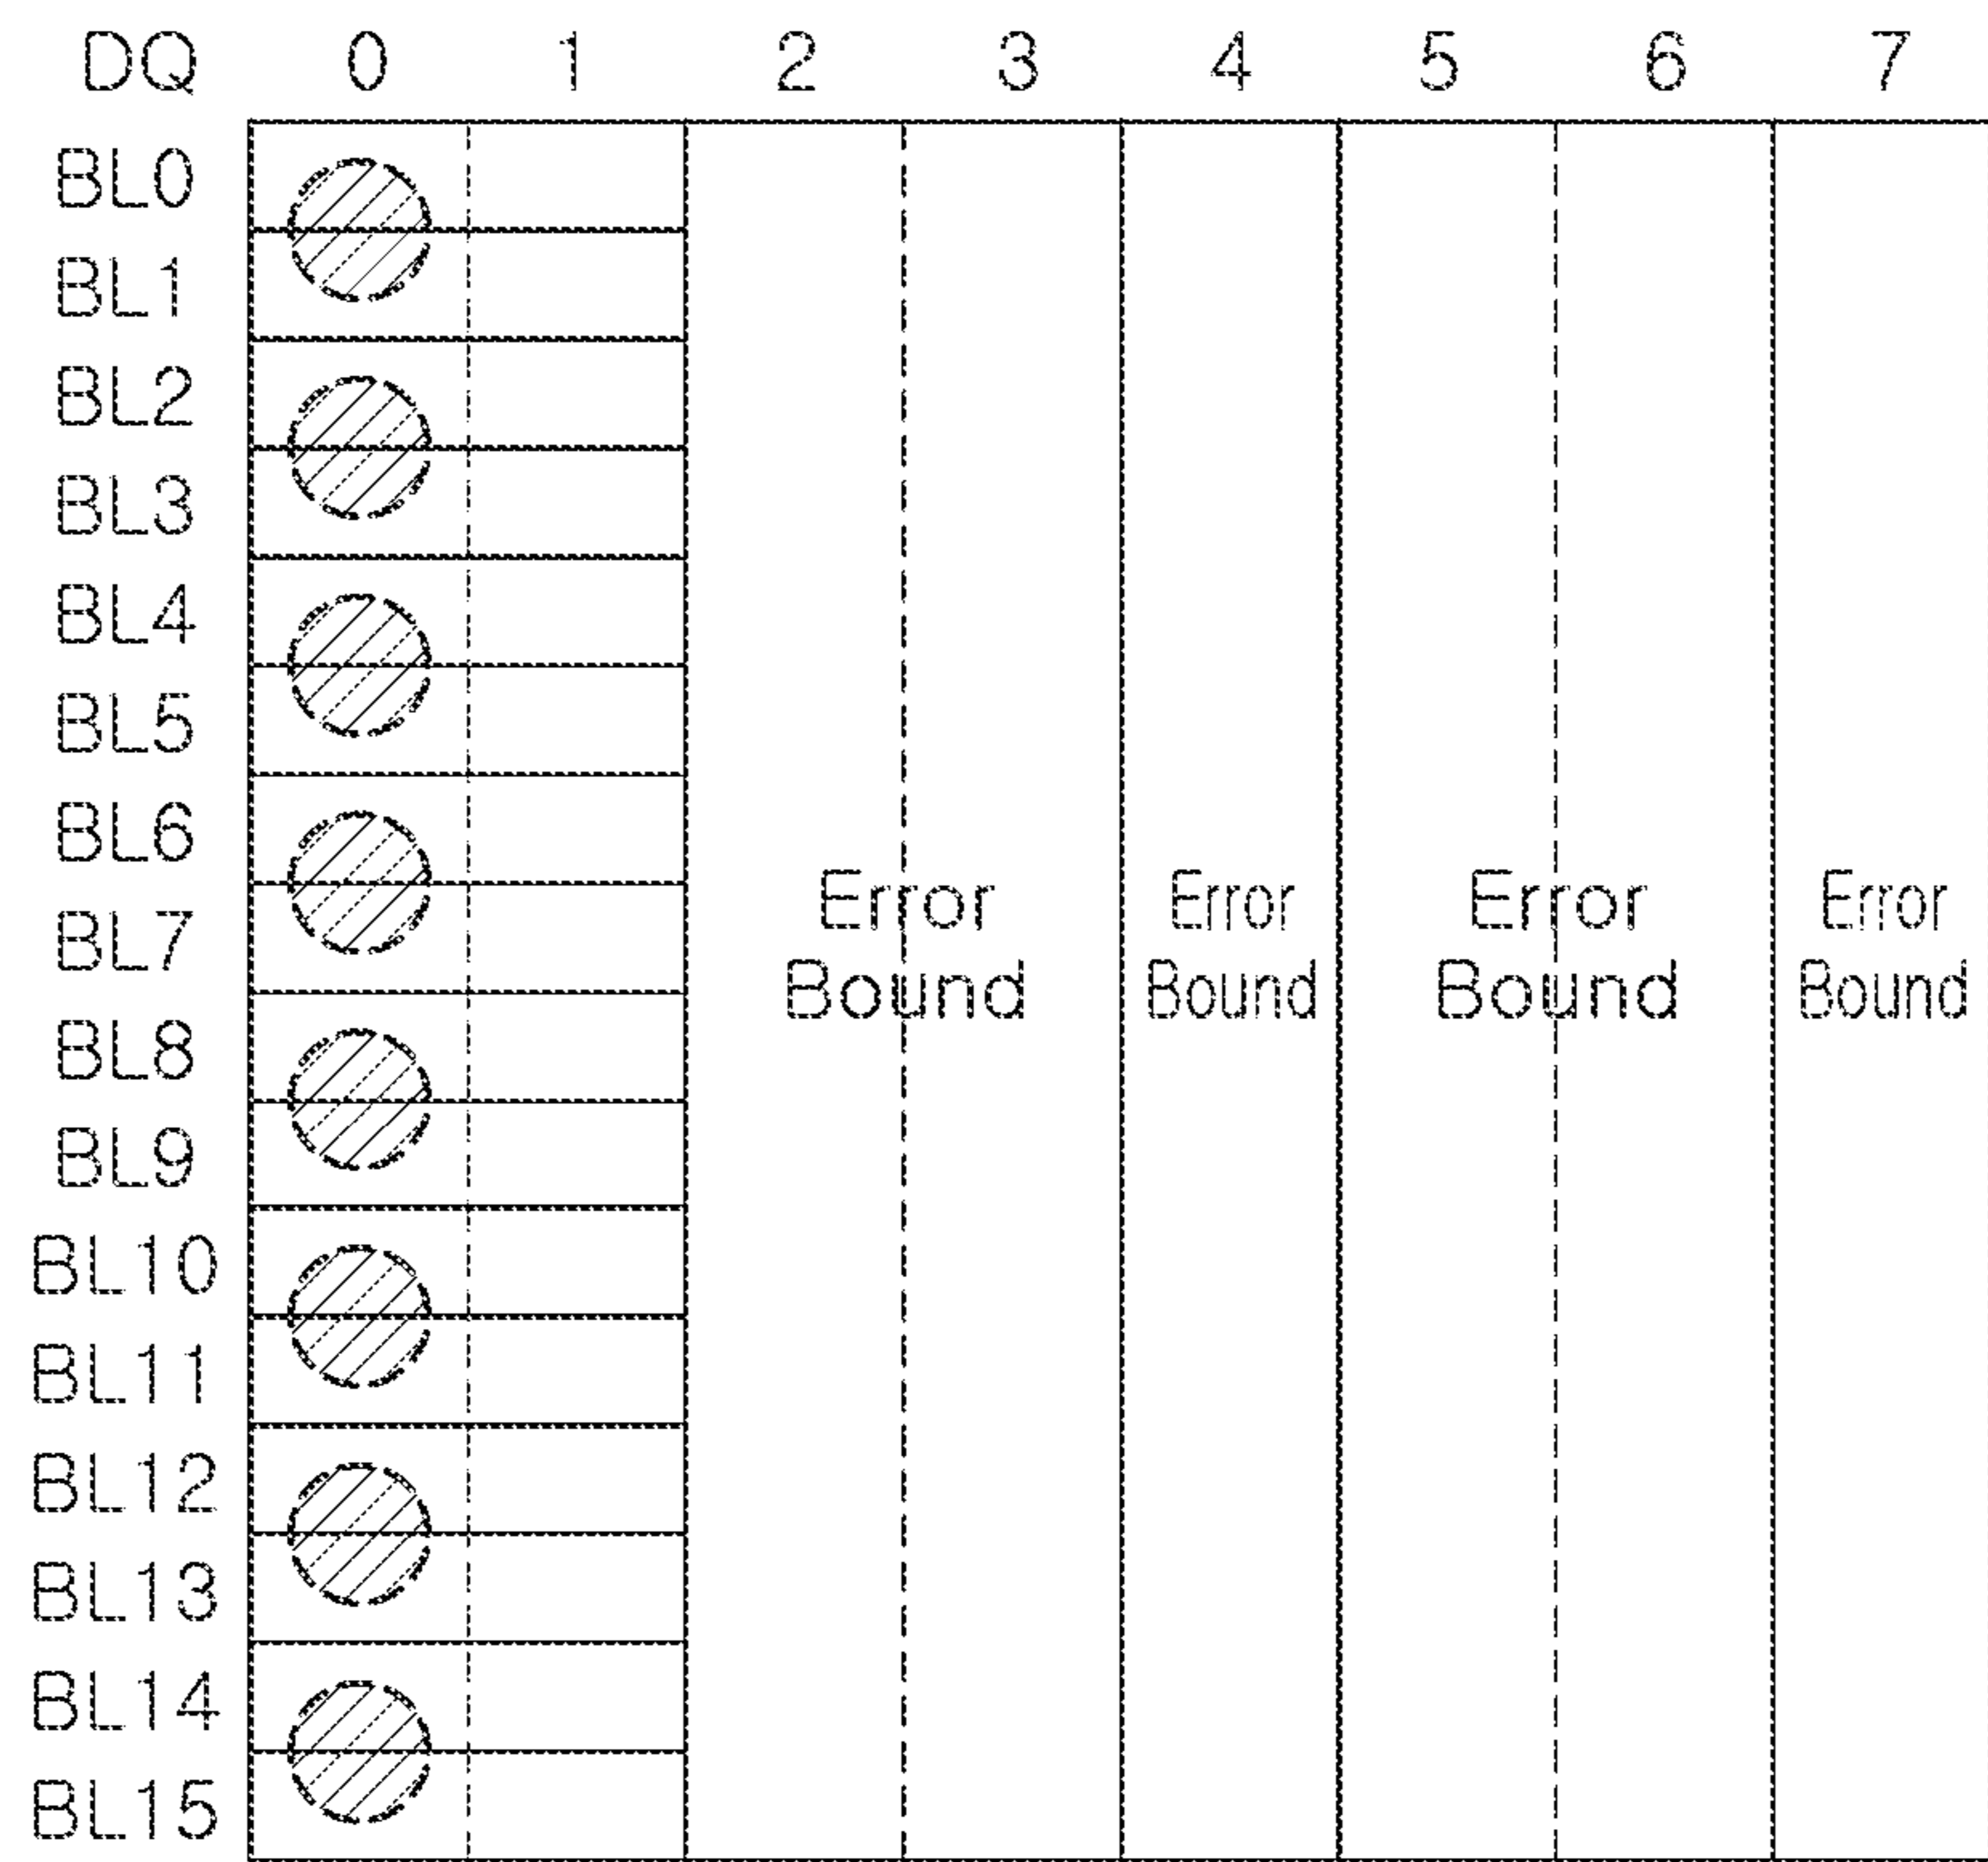 DQ 0 1 2 3 4 5 6 7
BL0
BL1
BL2
BL3
BL4
BL5
BL6
BL7
BL8
BL9
BL10
BL11
BL12
BL13
BL14
BL15
Error
Bound
Error
Bound
Error
Bound
Error
Bound